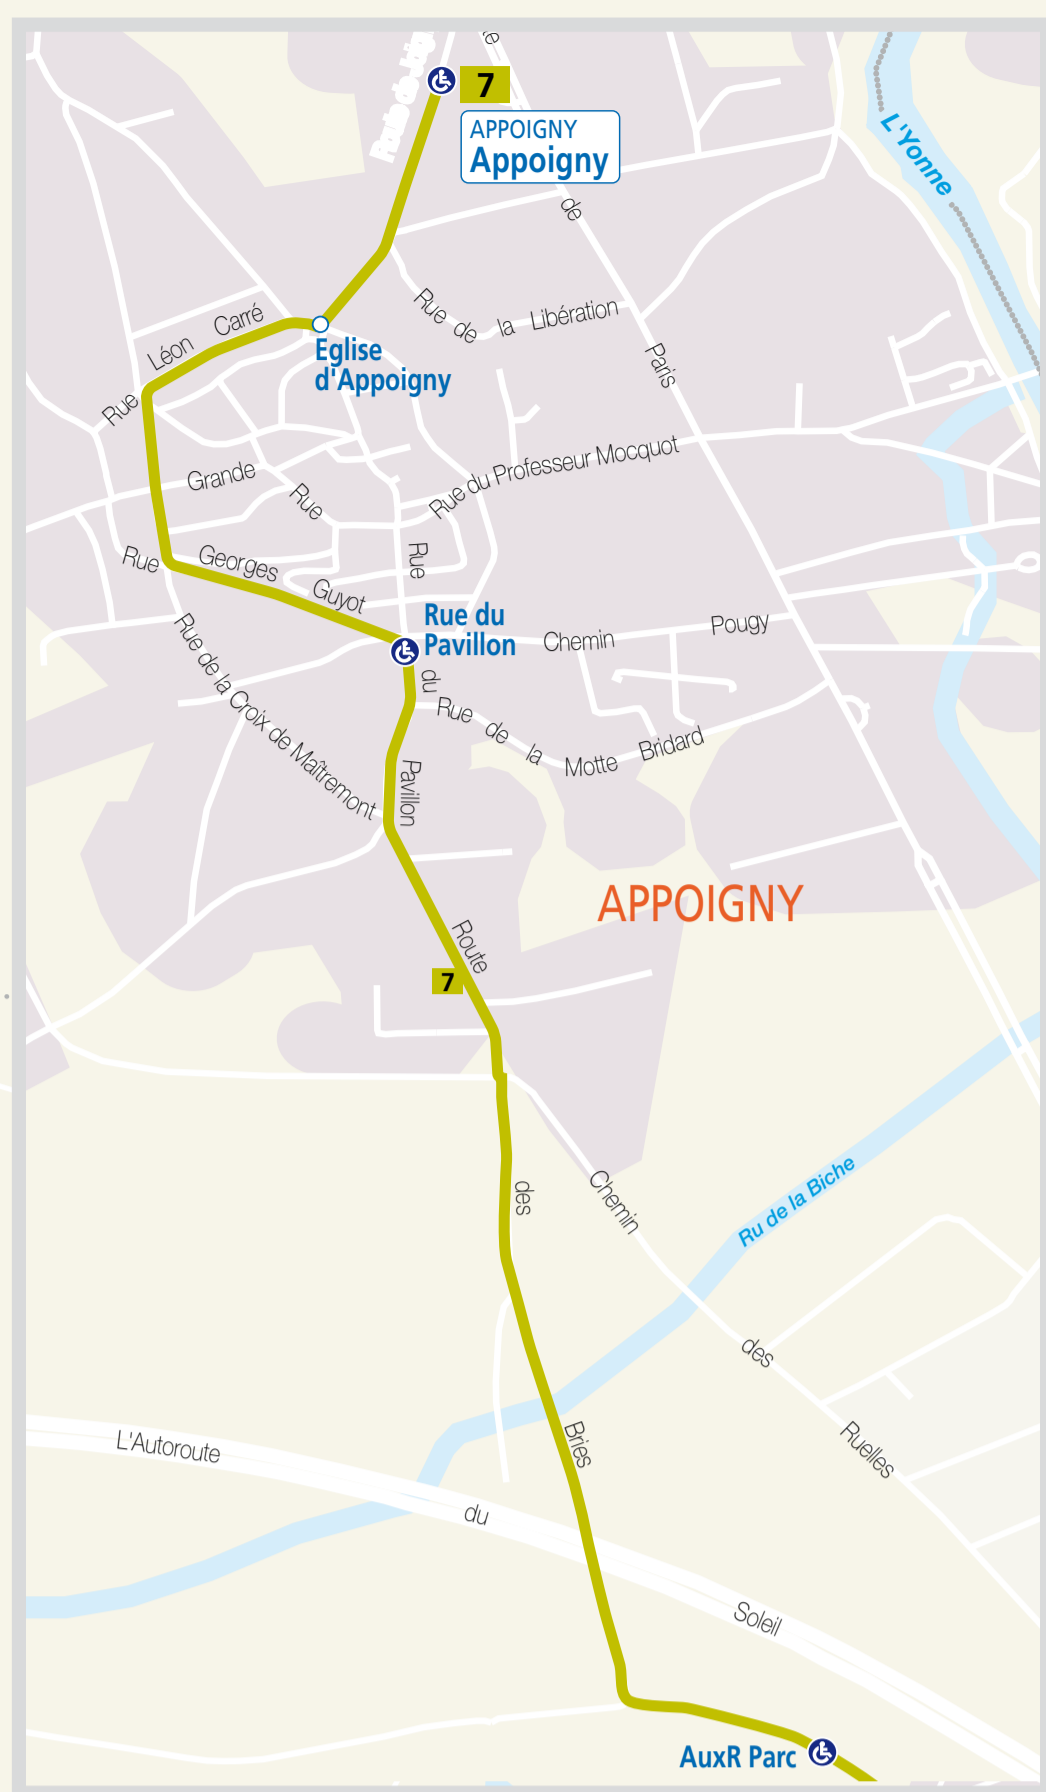 7
APPOIGNY
Appoigny
L'Yonne
de
Paris
Rue de la Libération
Rue Léon Carré
Eglise
d'Appoigny
Rue du Professeur Mocquot
Grande Rue
Rue Georges Guyot
Rue du Pavillon
Rue du
Pavillon
Chemin Pougy
Rue de la Croix de Maîtremont
Rue de la Motte Bridard
APPOIGNY
Route des Bries
7
Chemin des Ruelles
Ru de la Biche
L'Autoroute du Soleil
AuxR Parc